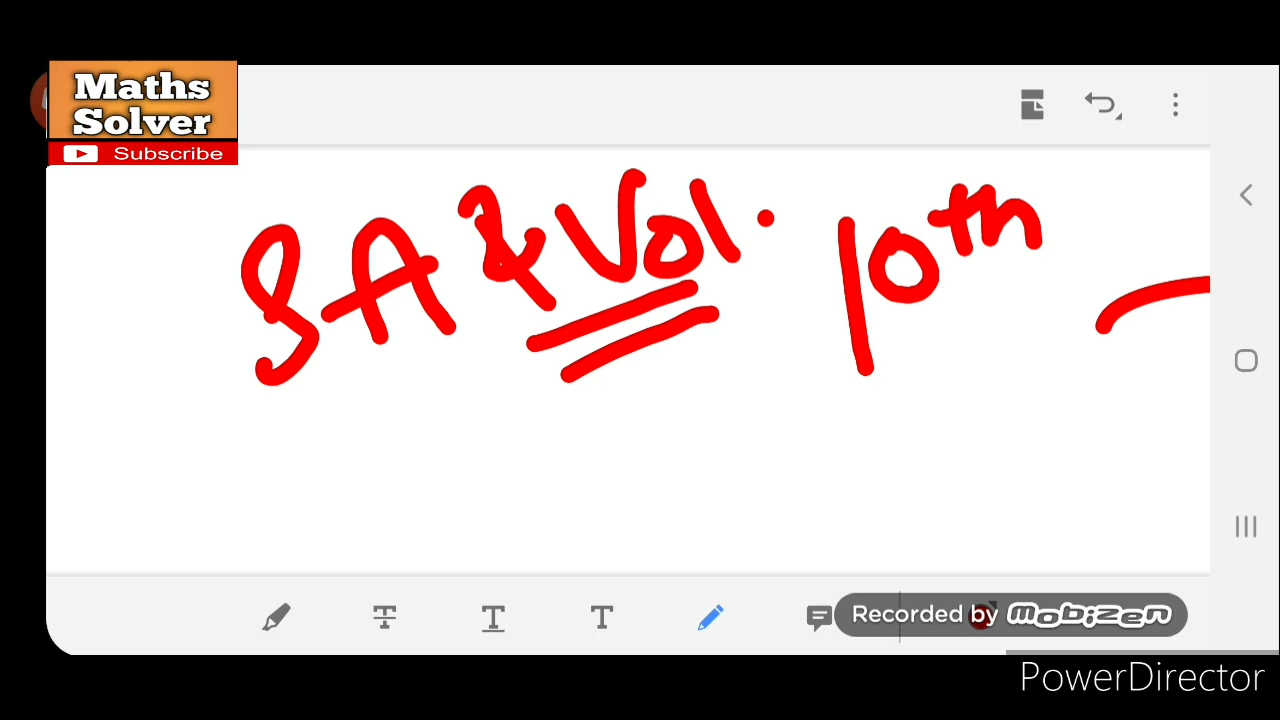 Maths
Solver
Subscribe
SA & Vol. 10th
T
T
T
Recorded by mobizen
PowerDirector